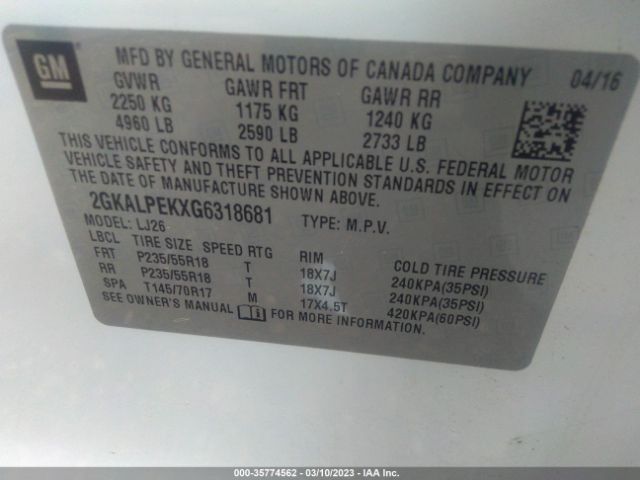 GM
MFD BY GENERAL MOTORS OF CANADA COMPANY 04/16
GVWR GAWR FRT GAWR RR
2250 KG 1175 KG 1240 KG
4960 LB 2590 LB 2733 LB
THIS VEHICLE CONFORMS TO ALL APPLICABLE U.S. FEDERAL MOTOR
VEHICLE SAFETY AND THEFT PREVENTION STANDARDS IN EFFECT ON
THE DATE OF MANUFACTURE SHOWN ABOVE.
2GKALPEKXG6318681 TYPE: M.P.V.
MODEL: LJ26
LBCL TIRE SIZE SPEED RTG RIM COLD TIRE PRESSURE
FRT P235/55R18 T 18X7J 240KPA(35PSI)
RR P235/55R18 T 18X7J 240KPA(35PSI)
SPA T145/70R17 M 17X4.5T 420KPA(60PSI)
SEE OWNER'S MANUAL FOR MORE INFORMATION.
000-35774562 — 03/10/2023 — IAA Inc.